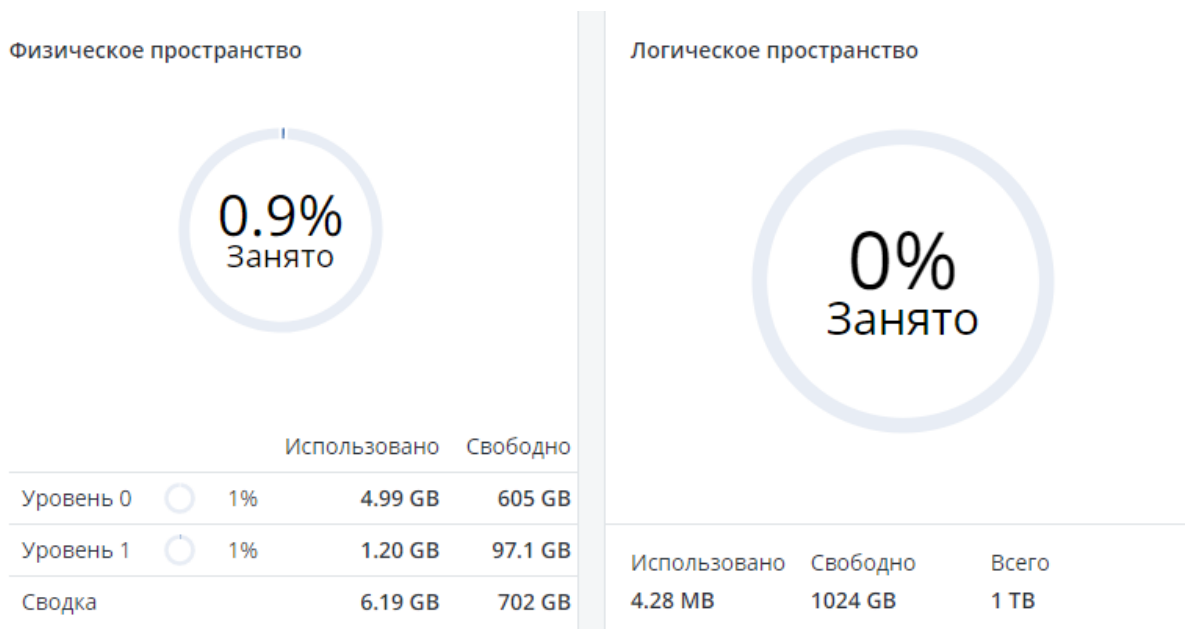 Физическое пространство
0.9%
Занято
Использовано Свободно
Уровень 0 1% 4.99 GB 605 GB
Уровень 1 1% 1.20 GB 97.1 GB
Сводка 6.19 GB 702 GB
Логическое пространство
0%
Занято
Использовано Свободно Всего
4.28 MB 1024 GB 1 TB